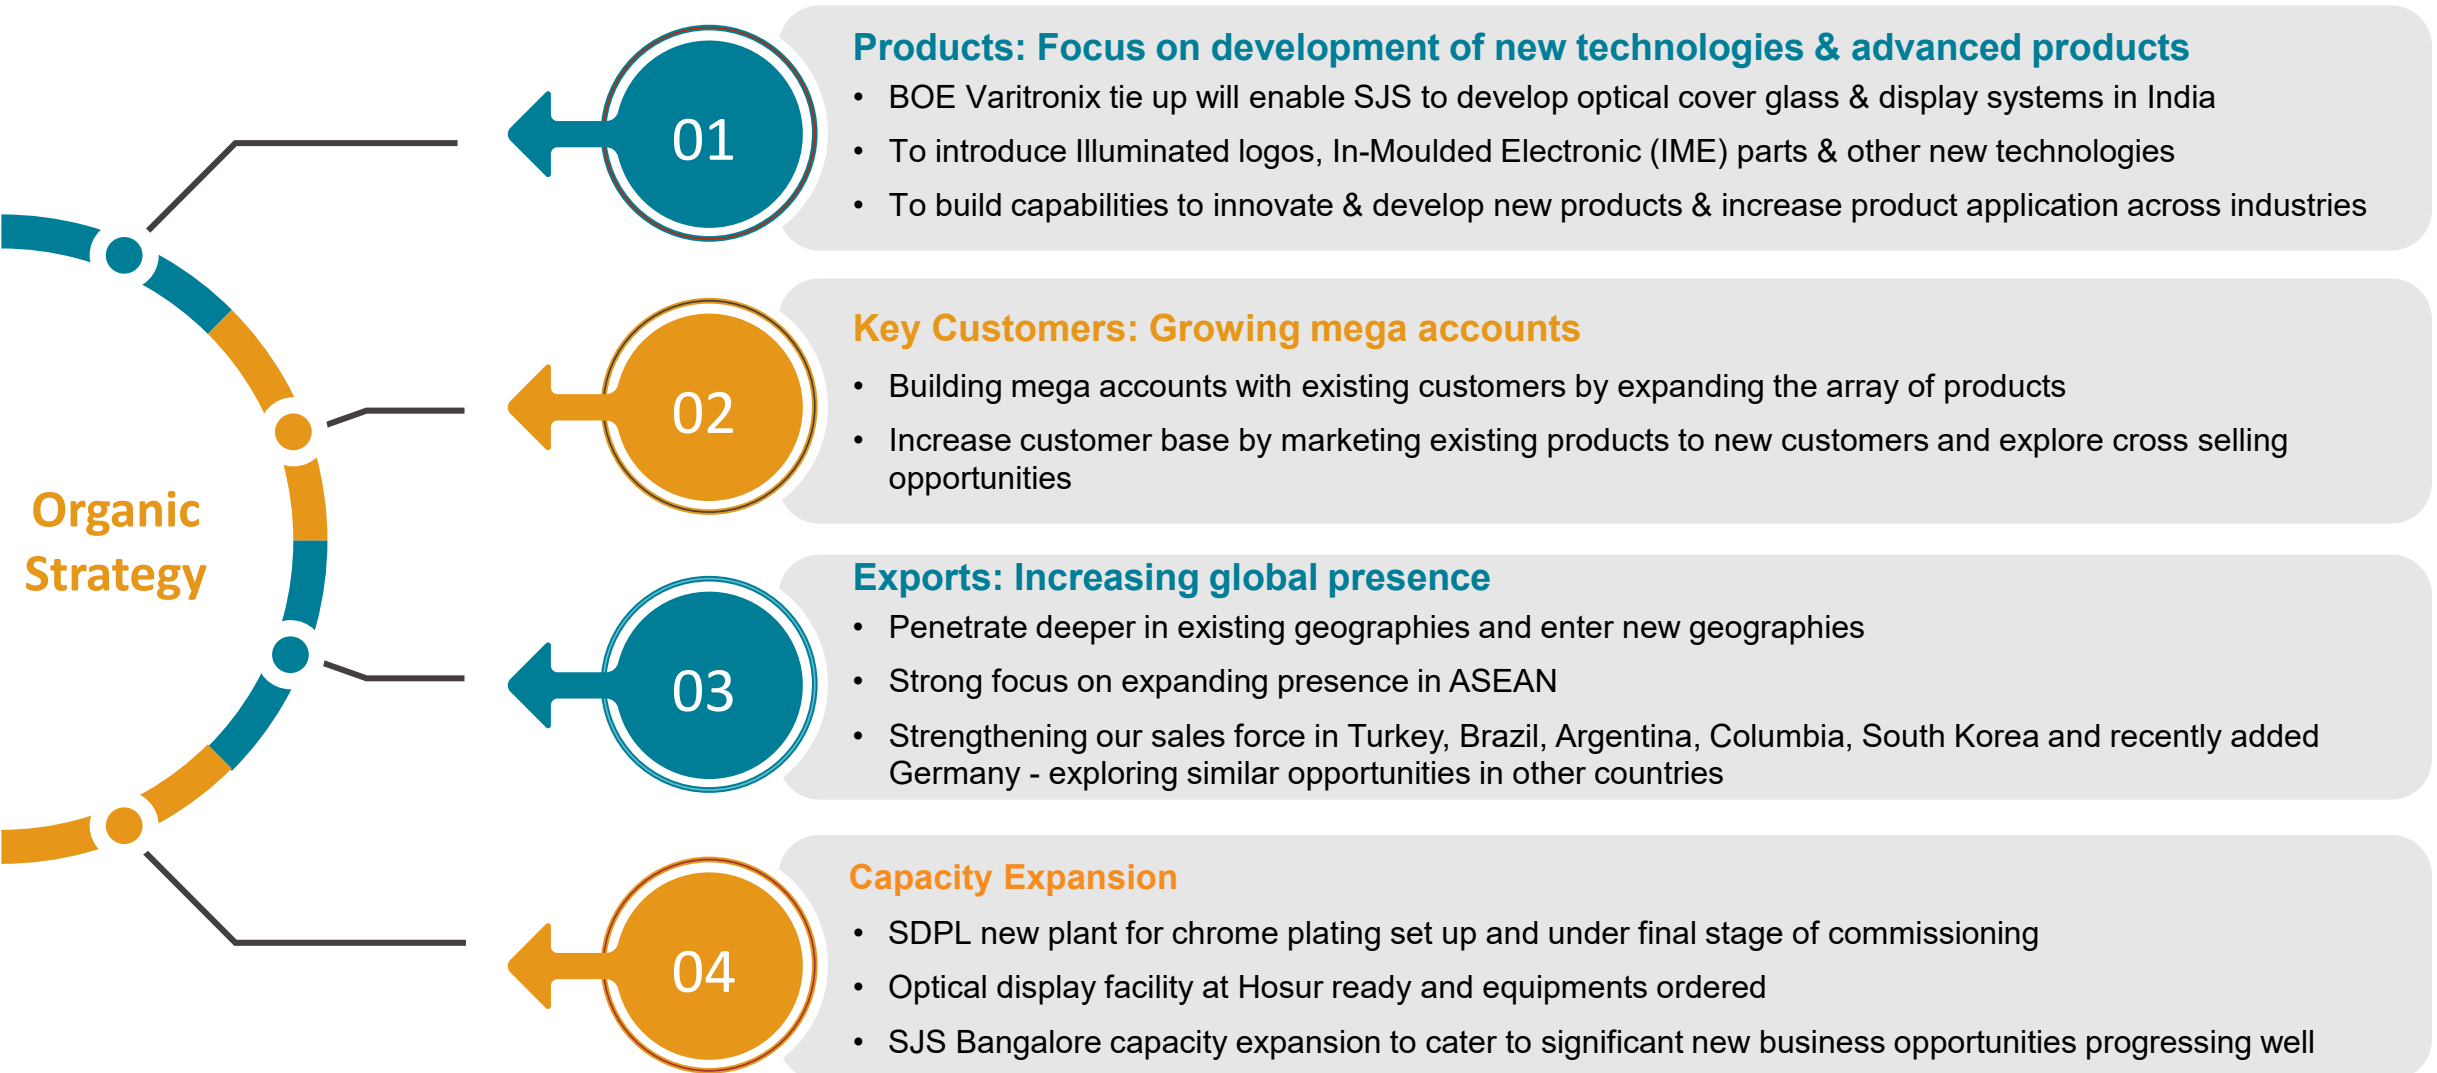 Organic
Strategy
01
Products: Focus on development of new technologies & advanced products
• BOE Varitronix tie up will enable SJS to develop optical cover glass & display systems in India
• To introduce Illuminated logos, In-Moulded Electronic (IME) parts & other new technologies
• To build capabilities to innovate & develop new products & increase product application across industries
02
Key Customers: Growing mega accounts
• Building mega accounts with existing customers by expanding the array of products
• Increase customer base by marketing existing products to new customers and explore cross selling
opportunities
03
Exports: Increasing global presence
• Penetrate deeper in existing geographies and enter new geographies
• Strong focus on expanding presence in ASEAN
• Strengthening our sales force in Turkey, Brazil, Argentina, Columbia, South Korea and recently added
Germany - exploring similar opportunities in other countries
04
Capacity Expansion
• SDPL new plant for chrome plating set up and under final stage of commissioning
• Optical display facility at Hosur ready and equipments ordered
• SJS Bangalore capacity expansion to cater to significant new business opportunities progressing well